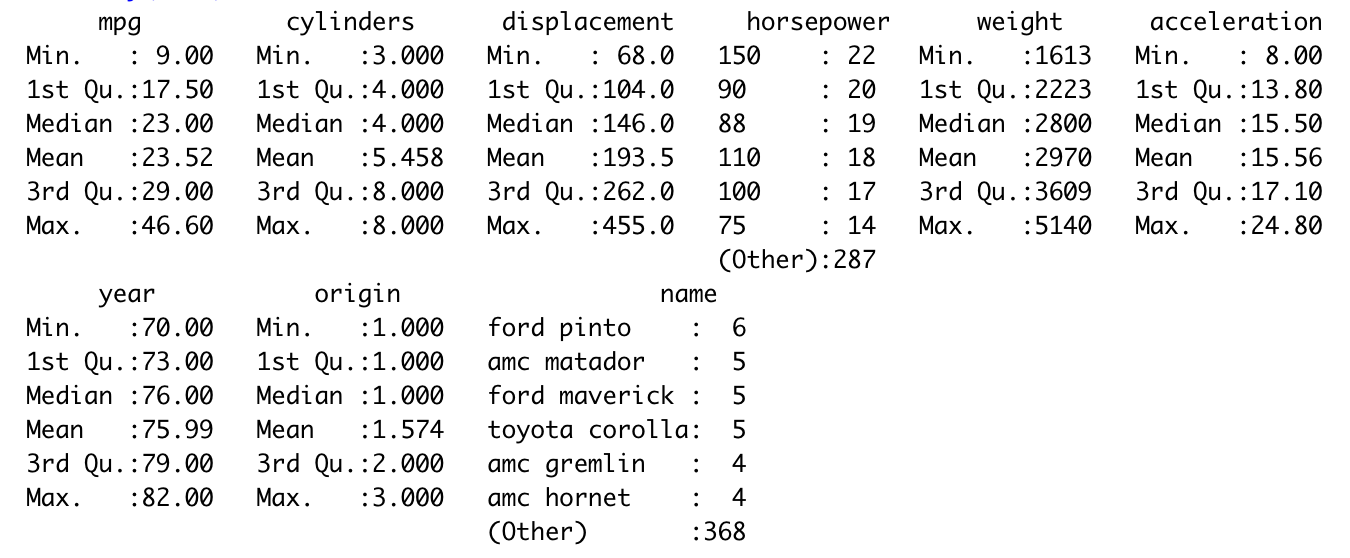 mpg          cylinders      displacement     horsepower      weight      acceleration
 Min.   : 9.00   Min.   :3.000   Min.   : 68.0   150    : 22   Min.   :1613   Min.   : 8.00
 1st Qu.:17.50   1st Qu.:4.000   1st Qu.:104.0   90     : 20   1st Qu.:2223   1st Qu.:13.80
 Median :23.00   Median :4.000   Median :146.0   88     : 19   Median :2800   Median :15.50
 Mean   :23.52   Mean   :5.458   Mean   :193.5   110    : 18   Mean   :2970   Mean   :15.56
 3rd Qu.:29.00   3rd Qu.:8.000   3rd Qu.:262.0   100    : 17   3rd Qu.:3609   3rd Qu.:17.10
 Max.   :46.60   Max.   :8.000   Max.   :455.0   75     : 14   Max.   :5140   Max.   :24.80
                                                 (Other):287
      year           origin                  name
 Min.   :70.00   Min.   :1.000   ford pinto    :  6
 1st Qu.:73.00   1st Qu.:1.000   amc matador   :  5
 Median :76.00   Median :1.000   ford maverick :  5
 Mean   :75.99   Mean   :1.574   toyota corolla:  5
 3rd Qu.:79.00   3rd Qu.:2.000   amc gremlin   :  4
 Max.   :82.00   Max.   :3.000   amc hornet    :  4
                                 (Other)       :368